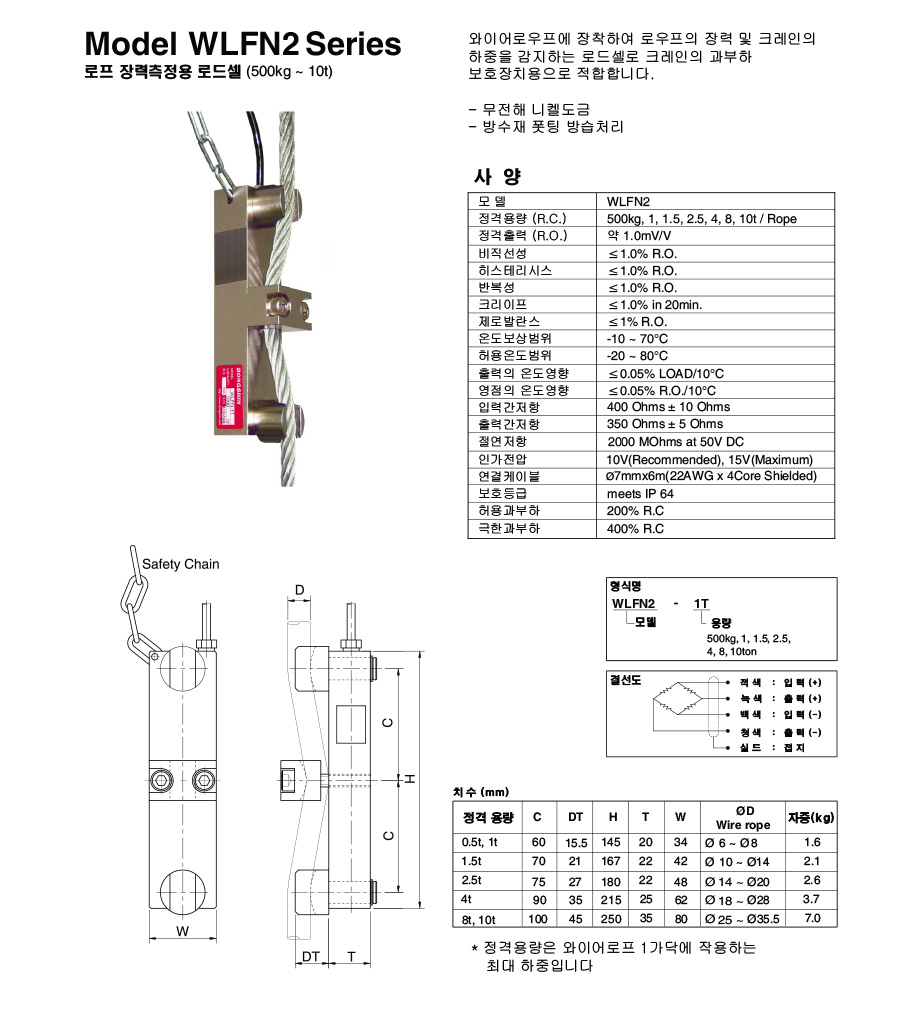 Model WLFN2 Series
로프 장력측정용 로드셀 (500kg ~ 10t)
와이어로우프에 장착하여 로우프의 장력 및 크레인의
하중을 감지하는 로드셀로 크레인의 과부하
보호장치용으로 적합합니다.
- 무전해 니켈도금
- 방수재 폿팅 방습처리
사 양
모 델 WLFN2
정격용량 (R.C.) 500kg, 1, 1.5, 2.5, 4, 8, 10t / Rope
정격출력 (R.O.) 약 1.0mV/V
비직선성 ≤1.0% R.O.
히스테리시스 ≤1.0% R.O.
반복성 ≤1.0% R.O.
크리이프 ≤1.0% in 20min.
제로발란스 ≤1% R.O.
온도보상범위 -10 ~ 70°C
허용온도범위 -20 ~ 80°C
출력의 온도영향 ≤0.05% LOAD/10°C
영점의 온도영향 ≤0.05% R.O./10°C
입력간저항 400 Ohms ± 10 Ohms
출력간저항 350 Ohms ± 5 Ohms
절연저항 2000 MOhms at 50V DC
인가전압 10V(Recommended), 15V(Maximum)
연결케이블 ø7mmx6m(22AWG x 4Core Shielded)
보호등급 meets IP 64
허용과부하 200% R.C
극한과부하 400% R.C
BONGSHIN
Safety Chain
W
D
C
C
H
DT
T
형식명
WLFN2 - 1T
모델 용량
500kg, 1, 1.5, 2.5,
4, 8, 10ton
결선도
적색 : 입력 (+)
녹색 : 출력 (+)
백색 : 입력 (-)
청색 : 출력 (-)
실드 : 접지
치수 (mm)
정격 용량 C DT H T W ØD Wire rope 자중(kg)
0.5t, 1t 60 15.5 145 20 34 Ø 6 ~ Ø8 1.6
1.5t 70 21 167 22 42 Ø 10 ~ Ø14 2.1
2.5t 75 27 180 22 48 Ø 14 ~ Ø20 2.6
4t 90 35 215 25 62 Ø 18 ~ Ø28 3.7
8t, 10t 100 45 250 35 80 Ø 25 ~ Ø35.5 7.0
* 정격용량은 와이어로프 1가닥에 작용하는
최대 하중입니다